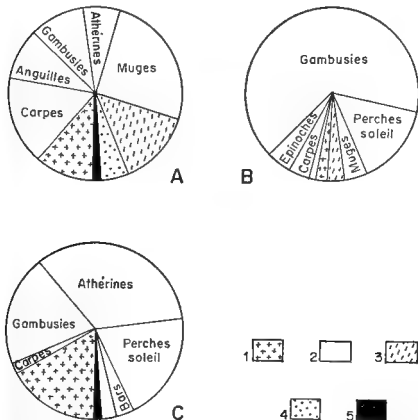 Athérines
Gambusies
Muges
Anguilles
Carpes
A
Gambusies
Perches
soleil
Epinoches
Carpes
Muges
B
Athérines
Gambusies
Perches
soleil
Carpes
Bars
C
1
2
3
4
5